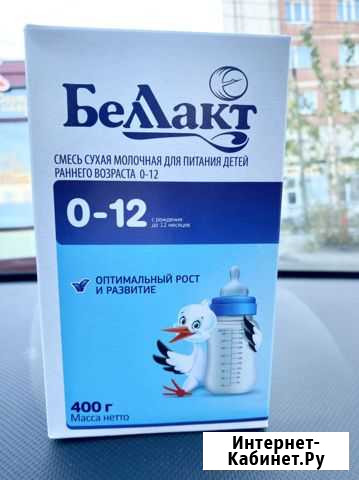 Беллакт
СМЕСЬ СУХАЯ МОЛОЧНАЯ ДЛЯ ПИТАНИЯ ДЕТЕЙ
РАННЕГО ВОЗРАСТА 0-12
0-12
с рождения
до 12 месяцев
ОПТИМАЛЬНЫЙ РОСТ
И РАЗВИТИЕ
400 г
Масса нетто
Интернет-
Кабинет.Ру